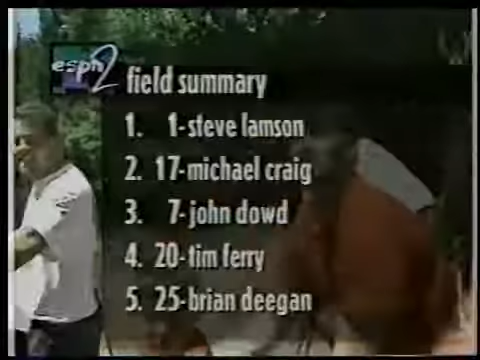 espn2
field summary
1. 1-steve lamson
2. 17-michael craig
3. 7-john dowd
4. 20-tim ferry
5. 25-brian deegan